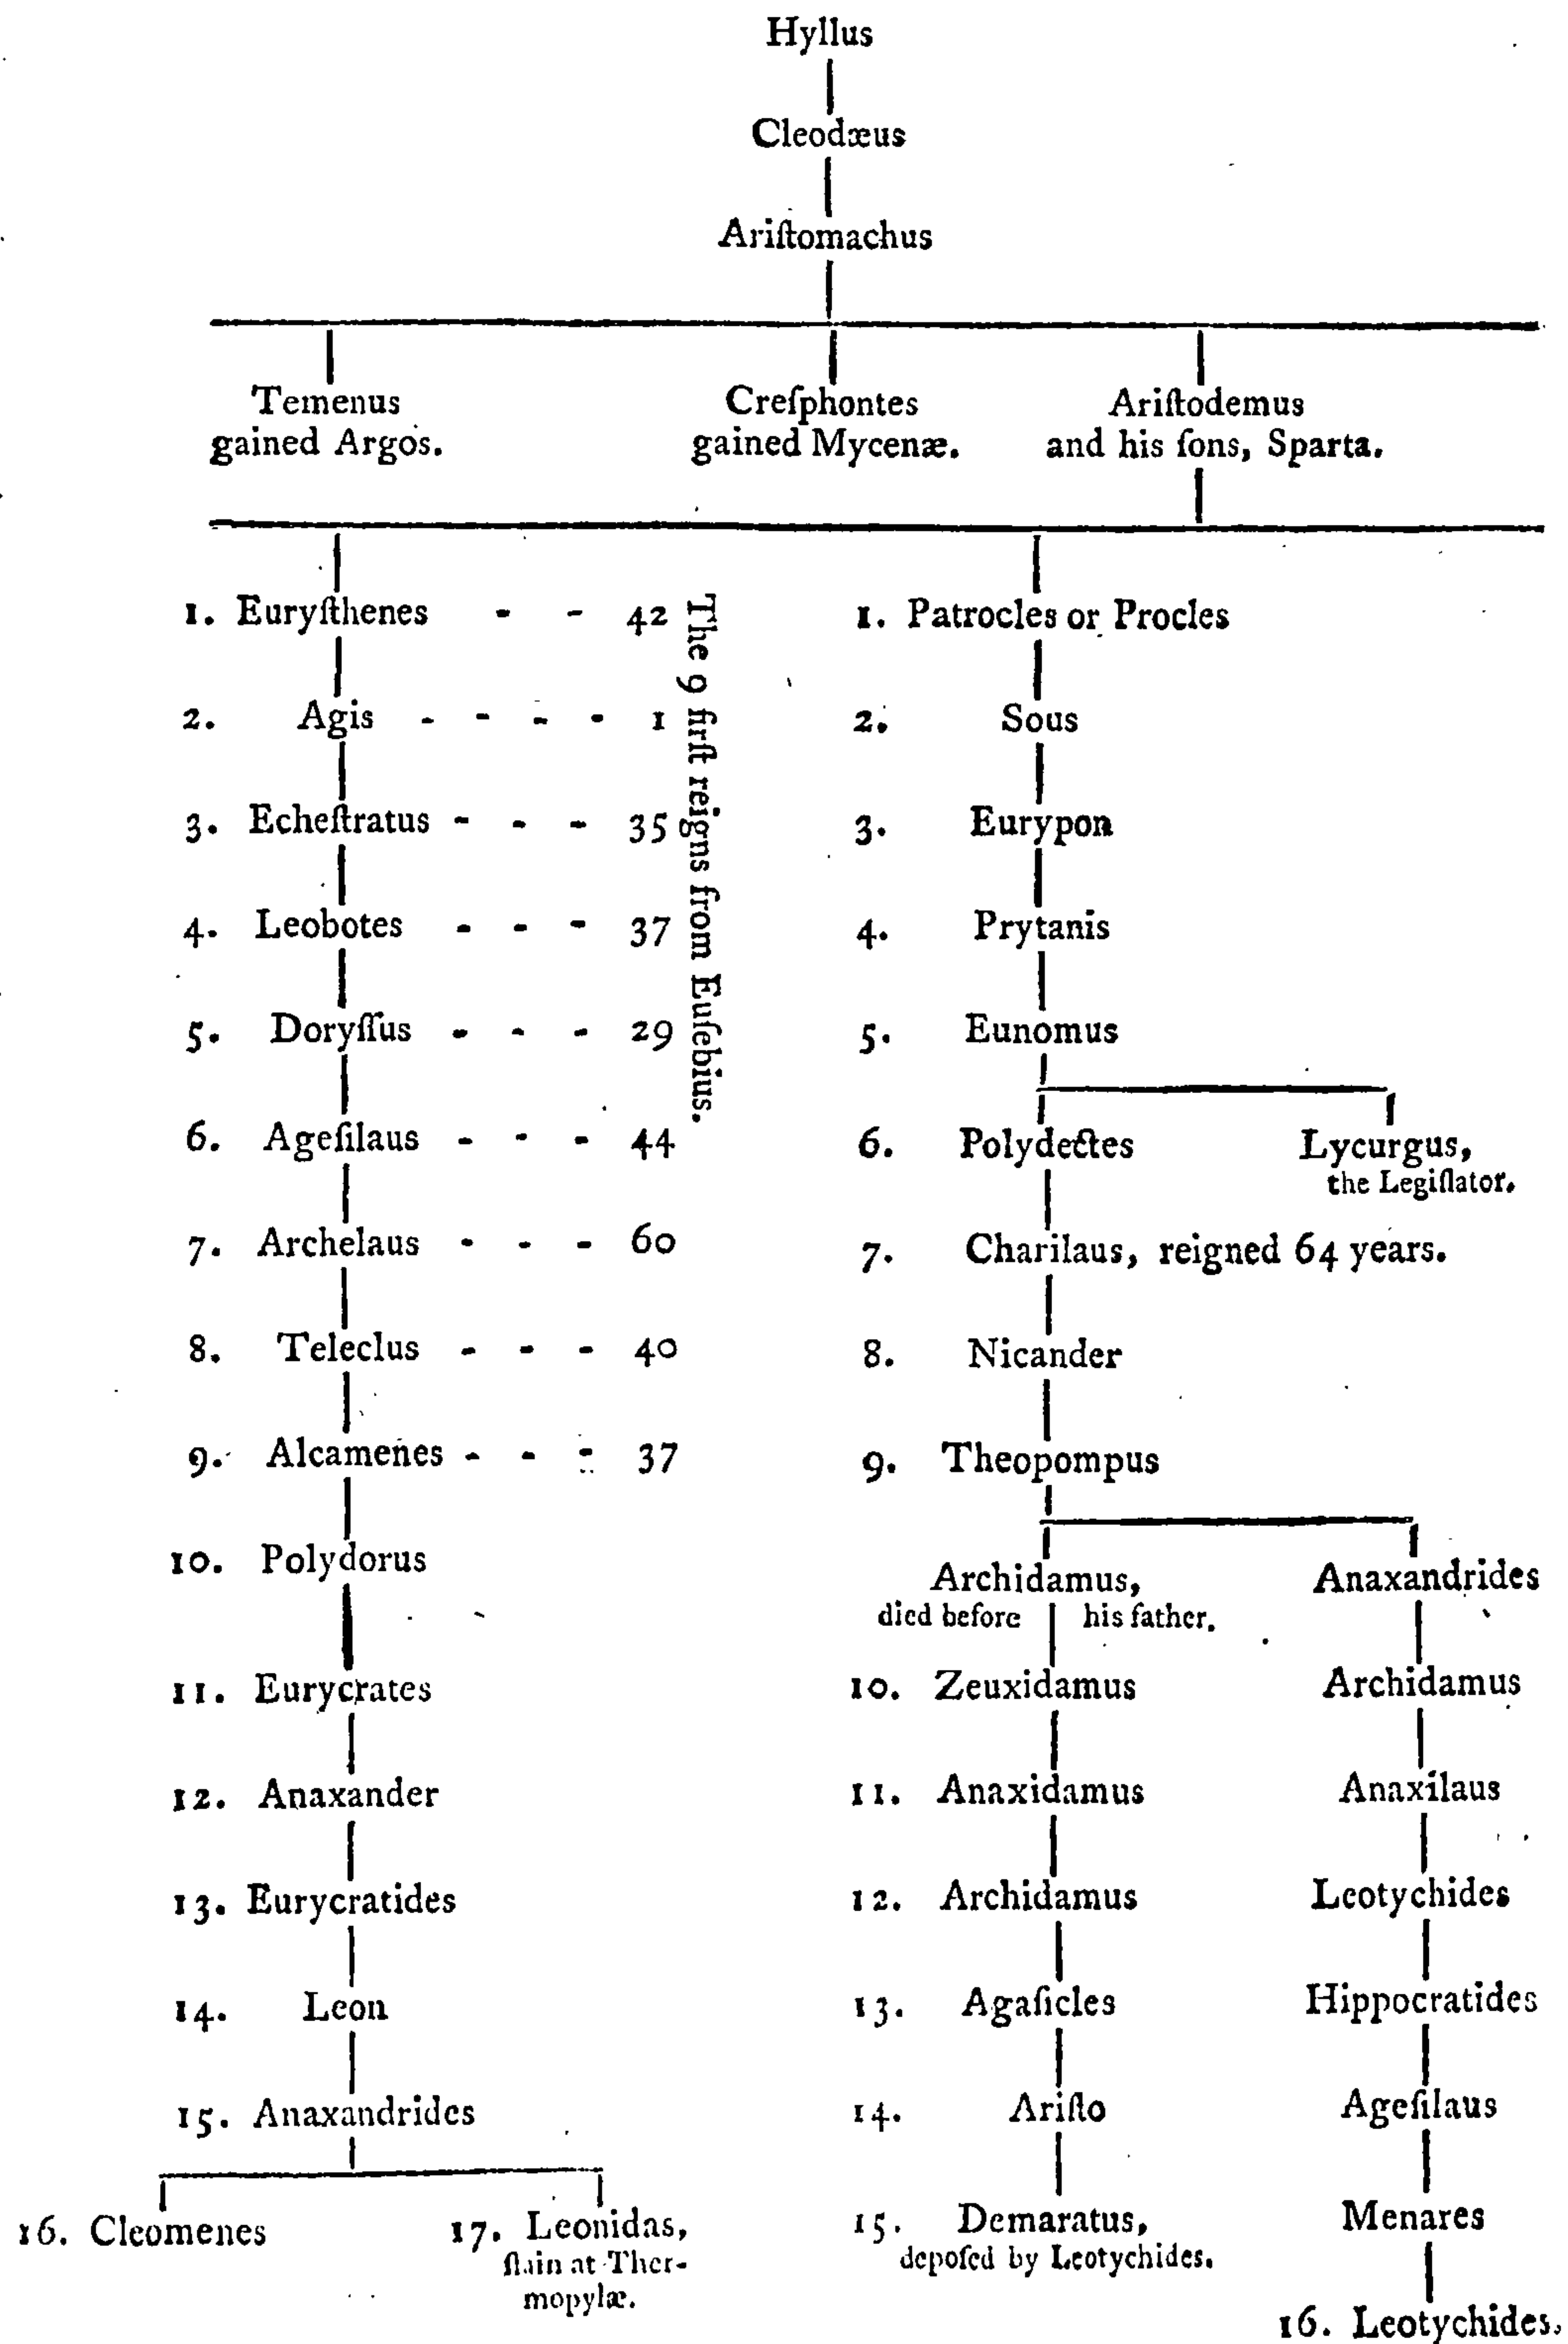 Hyllus
Cleodæus
Ariſtomachus
Temenus
gained Argos.
Creſphontes
gained Mycenæ.
Ariſtodemus
and his ſons, Sparta.
1. Euryſthenes - - 42
2. Agis - - - - 1
3. Echeſtratus - - - 35
4. Leobotes - - - 37
5. Doryſſus - - - 29
6. Ageſilaus - - - 44
7. Archelaus - - - 60
8. Teleclus - - - 40
9. Alcamenes - - - 37
The 9 firſt reigns from Euſebius.
10. Polydorus
11. Eurycrates
12. Anaxander
13. Eurycratides
14. Leon
15. Anaxandrides
16. Cleomenes
17. Leonidas,
ſlain at Ther-
mopylæ.
1. Patrocles or Procles
2. Sous
3. Eurypon
4. Prytanis
5. Eunomus
6. Polydectes
Lycurgus,
the Legiſlator.
7. Charilaus, reigned 64 years.
8. Nicander
9. Theopompus
Archidamus,
died before his father.
10. Zeuxidamus
11. Anaxidamus
12. Archidamus
13. Agaſicles
14. Ariſto
15. Demaratus,
depoſed by Leotychides.
Anaxandrides
Archidamus
Anaxilaus
Leotychides
Hippocratides
Ageſilaus
Menares
16. Leotychides.